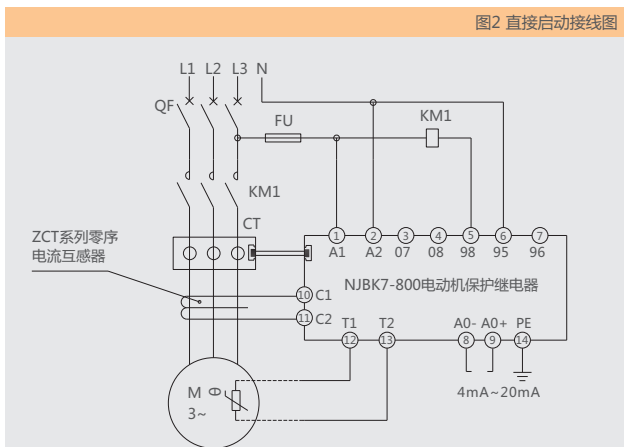 图2 直接启动接线图
L1 L2 L3 N
QF
FU
KM1
KM1
CT
ZCT系列零序
电流互感器
1 2 3 4 5 6 7
A1 A2 07 08 98 95 96
NJBK7-800电动机保护继电器
10 C1
11 C2
T1 T2 A0- A0+ PE
12 13 8 9 14
4mA~20mA
M θ
3~